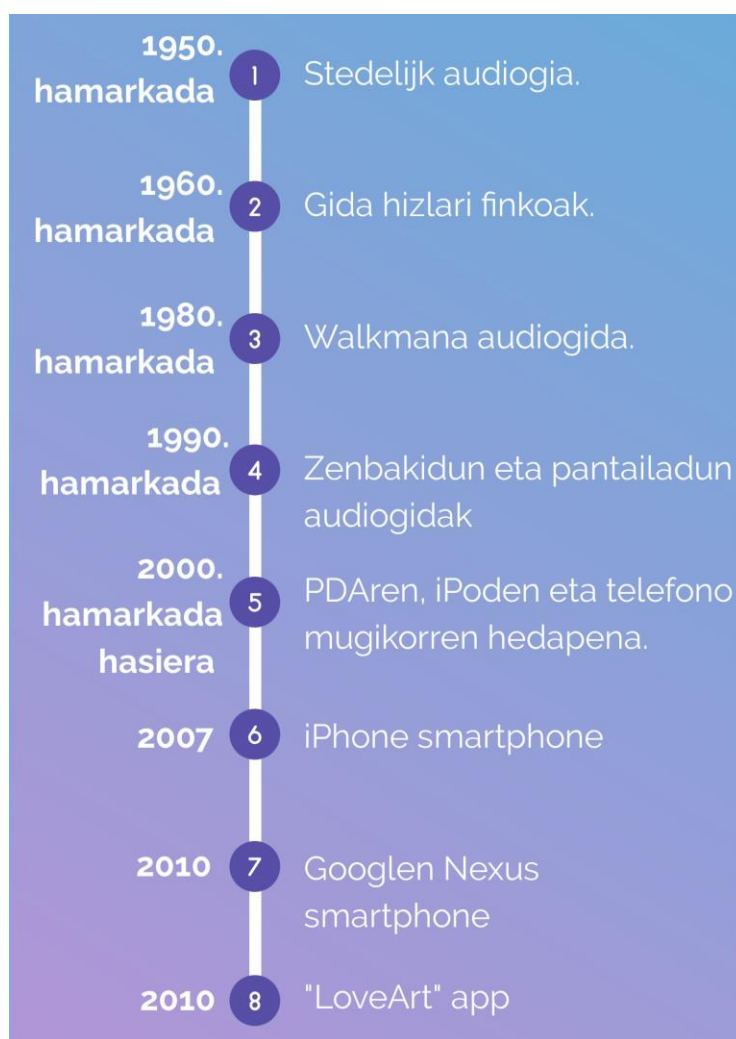 1950.
hamarkada
1
Stedelijk audiogia.
1960.
hamarkada
2
Gida hizlari finkoak.
1980.
hamarkada
3
Walkmana audiogida.
1990.
hamarkada
4
Zenbakidun eta pantailadun
audiogidak
2000.
hamarkada
hasiera
5
PDAren, iPoden eta telefono
mugikorren hedapena.
2007
6
iPhone smartphone
2010
7
Googlen Nexus
smartphone
2010
8
"LoveArt" app